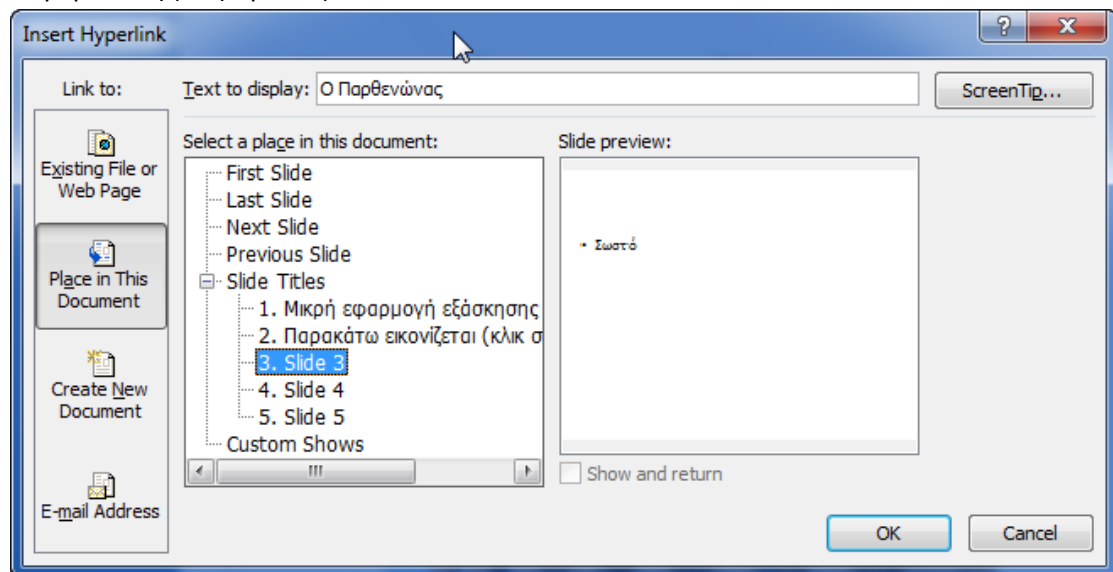 Insert Hyperlink
Link to:
Text to display: Ο Παρθενώνας
ScreenTip...
Existing File or
Web Page
Place in This
Document
Create New
Document
E-mail Address
Select a place in this document:
First Slide
Last Slide
Next Slide
Previous Slide
Slide Titles
1. Μικρή εφαρμογή εξάσκησης
2. Παρακάτω εικονίζεται (κλικ σ
3. Slide 3
4. Slide 4
5. Slide 5
Custom Shows
Slide preview:
• Σωστό
Show and return
OK
Cancel